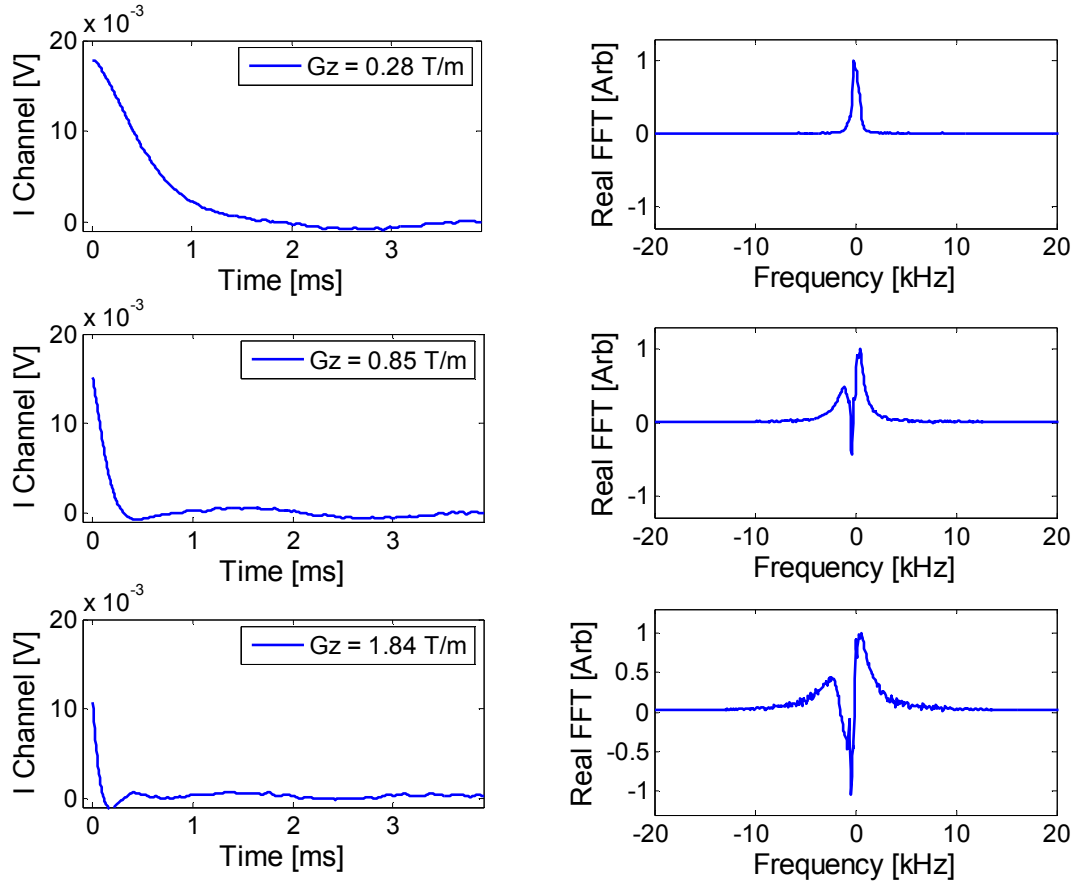 x 10-3
20
10
0
I Channel [V]
Gz = 0.28 T/m
0 1 2 3
Time [ms]
1
0
-1
Real FFT [Arb]
-20 -10 0 10 20
Frequency [kHz]
x 10-3
20
10
0
I Channel [V]
Gz = 0.85 T/m
0 1 2 3
Time [ms]
1
0
-1
Real FFT [Arb]
-20 -10 0 10 20
Frequency [kHz]
x 10-3
20
10
0
I Channel [V]
Gz = 1.84 T/m
0 1 2 3
Time [ms]
1
0.5
0
-0.5
-1
Real FFT [Arb]
-20 -10 0 10 20
Frequency [kHz]